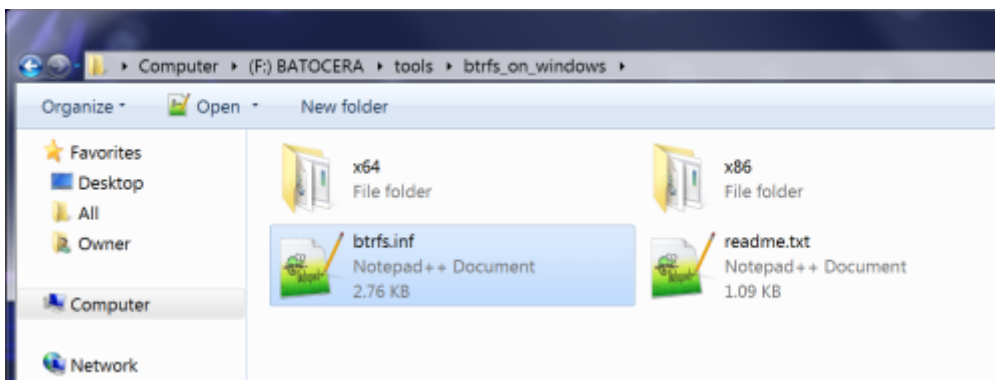 Computer (F:) BATOCERA tools btrfs_on_windows
Organize Open New folder
Favorites
Desktop
All
Owner
Computer
Network
x64
File folder
x86
File folder
btrfs.inf
Notepad++ Document
2.76 KB
readme.txt
Notepad++ Document
1.09 KB